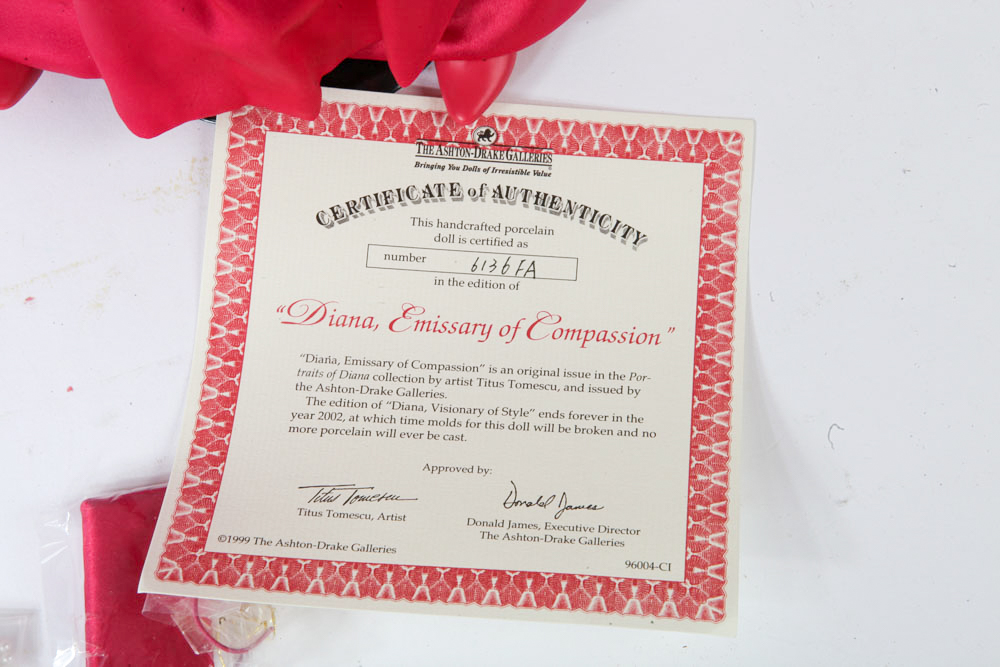 THE ASHTON-DRAKE GALLERIES
Bringing You Dolls of Irresistible Value
CERTIFICATE of AUTHENTICITY
This handcrafted porcelain
doll is certified as
number 6136FA
in the edition of
“Diana, Emissary of Compassion”
“Diana, Emissary of Compassion” is an original issue in the Por-
traits of Diana collection by artist Titus Tomescu, and issued by
the Ashton-Drake Galleries.
The edition of “Diana, Visionary of Style” ends forever in the
year 2002, at which time molds for this doll will be broken and no
more porcelain will ever be cast.
Approved by:
Titus Tomescu Donald James
Titus Tomescu, Artist
Donald James, Executive Director
The Ashton-Drake Galleries
©1999 The Ashton-Drake Galleries
96004-CI